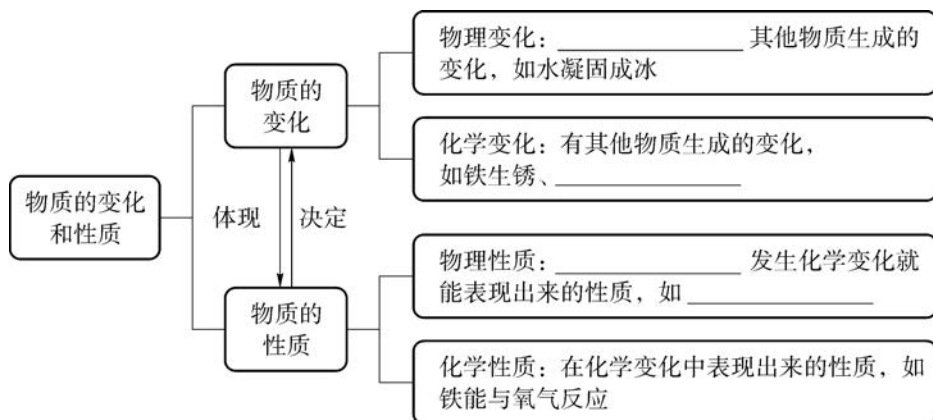 物质的变化
和性质
物质的
变化
体现
决定
物质的
性质
物理变化：______________ 其他物质生成的
变化，如水凝固成冰
化学变化：有其他物质生成的变化，
如铁生锈、______________
物理性质：______________ 发生化学变化就
能表现出来的性质，如 ______________
化学性质：在化学变化中表现出来的性质，如
铁能与氧气反应